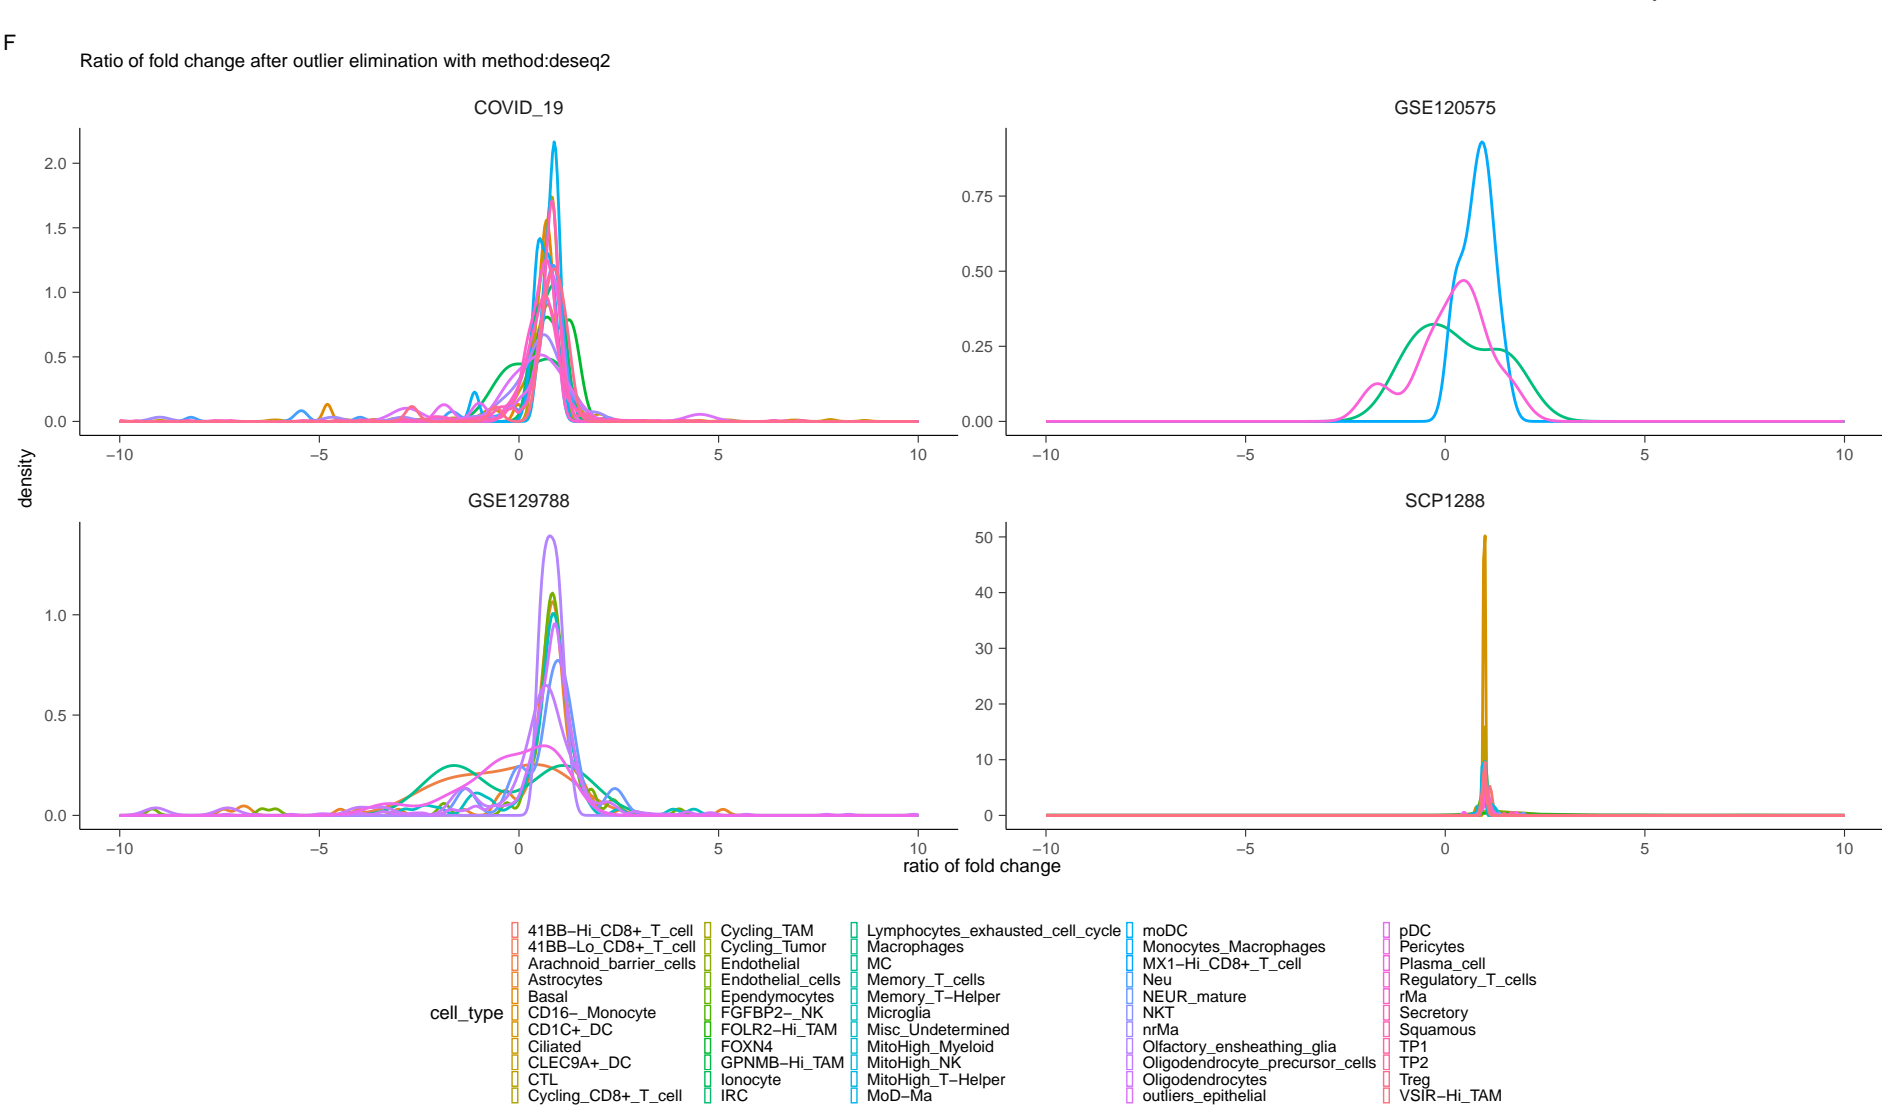 F
Ratio of fold change after outlier elimination with method:deseq2
COVID_19
GSE120575
2.0
1.5
1.0
0.5
0.0
−10 −5 0 5 10
0.75
0.50
0.25
0.00
−10 −5 0 5 10
density
GSE129788
SCP1288
1.0
0.5
0.0
−10 −5 0 5 10
50
40
30
20
10
0
−10 −5 0 5 10
ratio of fold change
cell_type
41BB−Hi_CD8+_T_cell
41BB−Lo_CD8+_T_cell
Arachnoid_barrier_cells
Astrocytes
Basal
CD16−_Monocyte
CD1C+_DC
Ciliated
CLEC9A+_DC
CTL
Cycling_CD8+_T_cell
Cycling_TAM
Cycling_Tumor
Endothelial
Endothelial_cells
Ependymocytes
FGFBP2−_NK
FOLR2−Hi_TAM
FOXN4
GPNMB−Hi_TAM
Ionocyte
IRC
Lymphocytes_exhausted_cell_cycle
Macrophages
MC
Memory_T_cells
Memory_T−Helper
Microglia
Misc_Undetermined
MitoHigh_Myeloid
MitoHigh_NK
MitoHigh_T−Helper
MoD−Ma
moDC
Monocytes_Macrophages
MX1−Hi_CD8+_T_cell
Neu
NEUR_mature
NKT
nrMa
Olfactory_ensheathing_glia
Oligodendrocyte_precursor_cells
Oligodendrocytes
outliers_epithelial
pDC
Pericytes
Plasma_cell
Regulatory_T_cells
rMa
Secretory
Squamous
TP1
TP2
Treg
VSIR−Hi_TAM